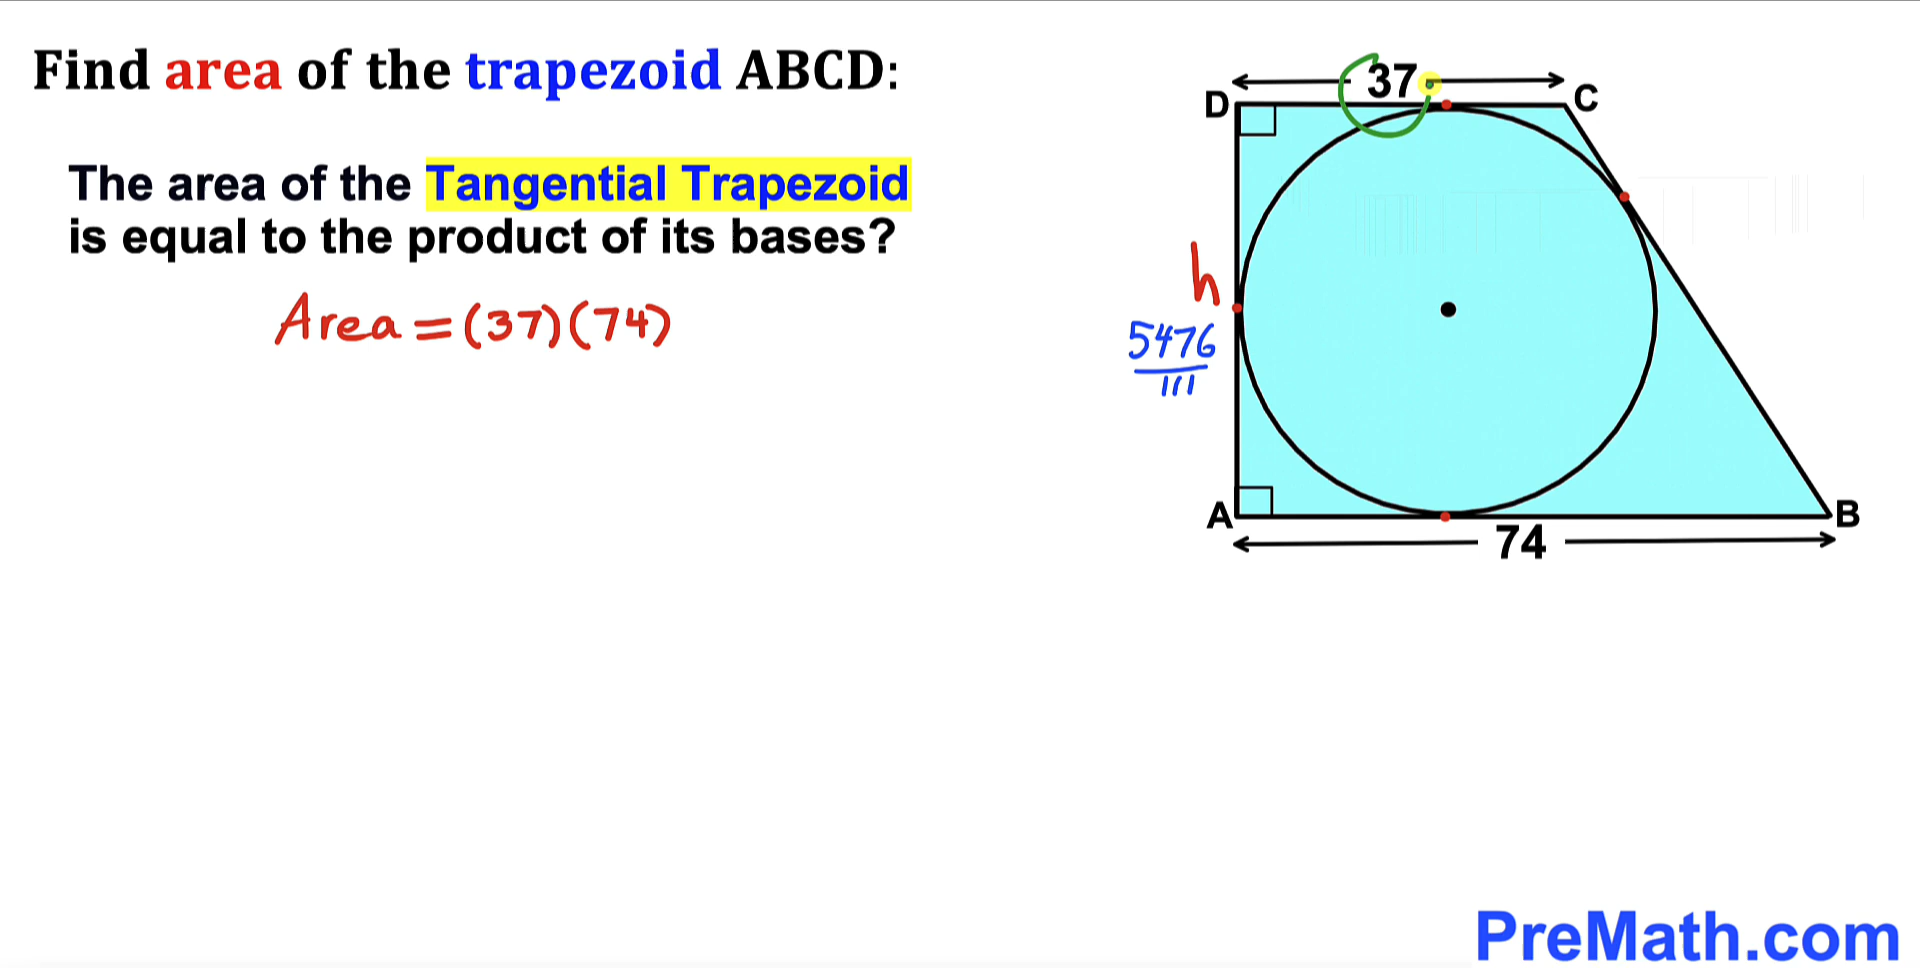 Find area of the trapezoid ABCD:
The area of the Tangential Trapezoid
is equal to the product of its bases?
Area = (37)(74)
37
D
C
h
5476
111
A
B
74
PreMath.com